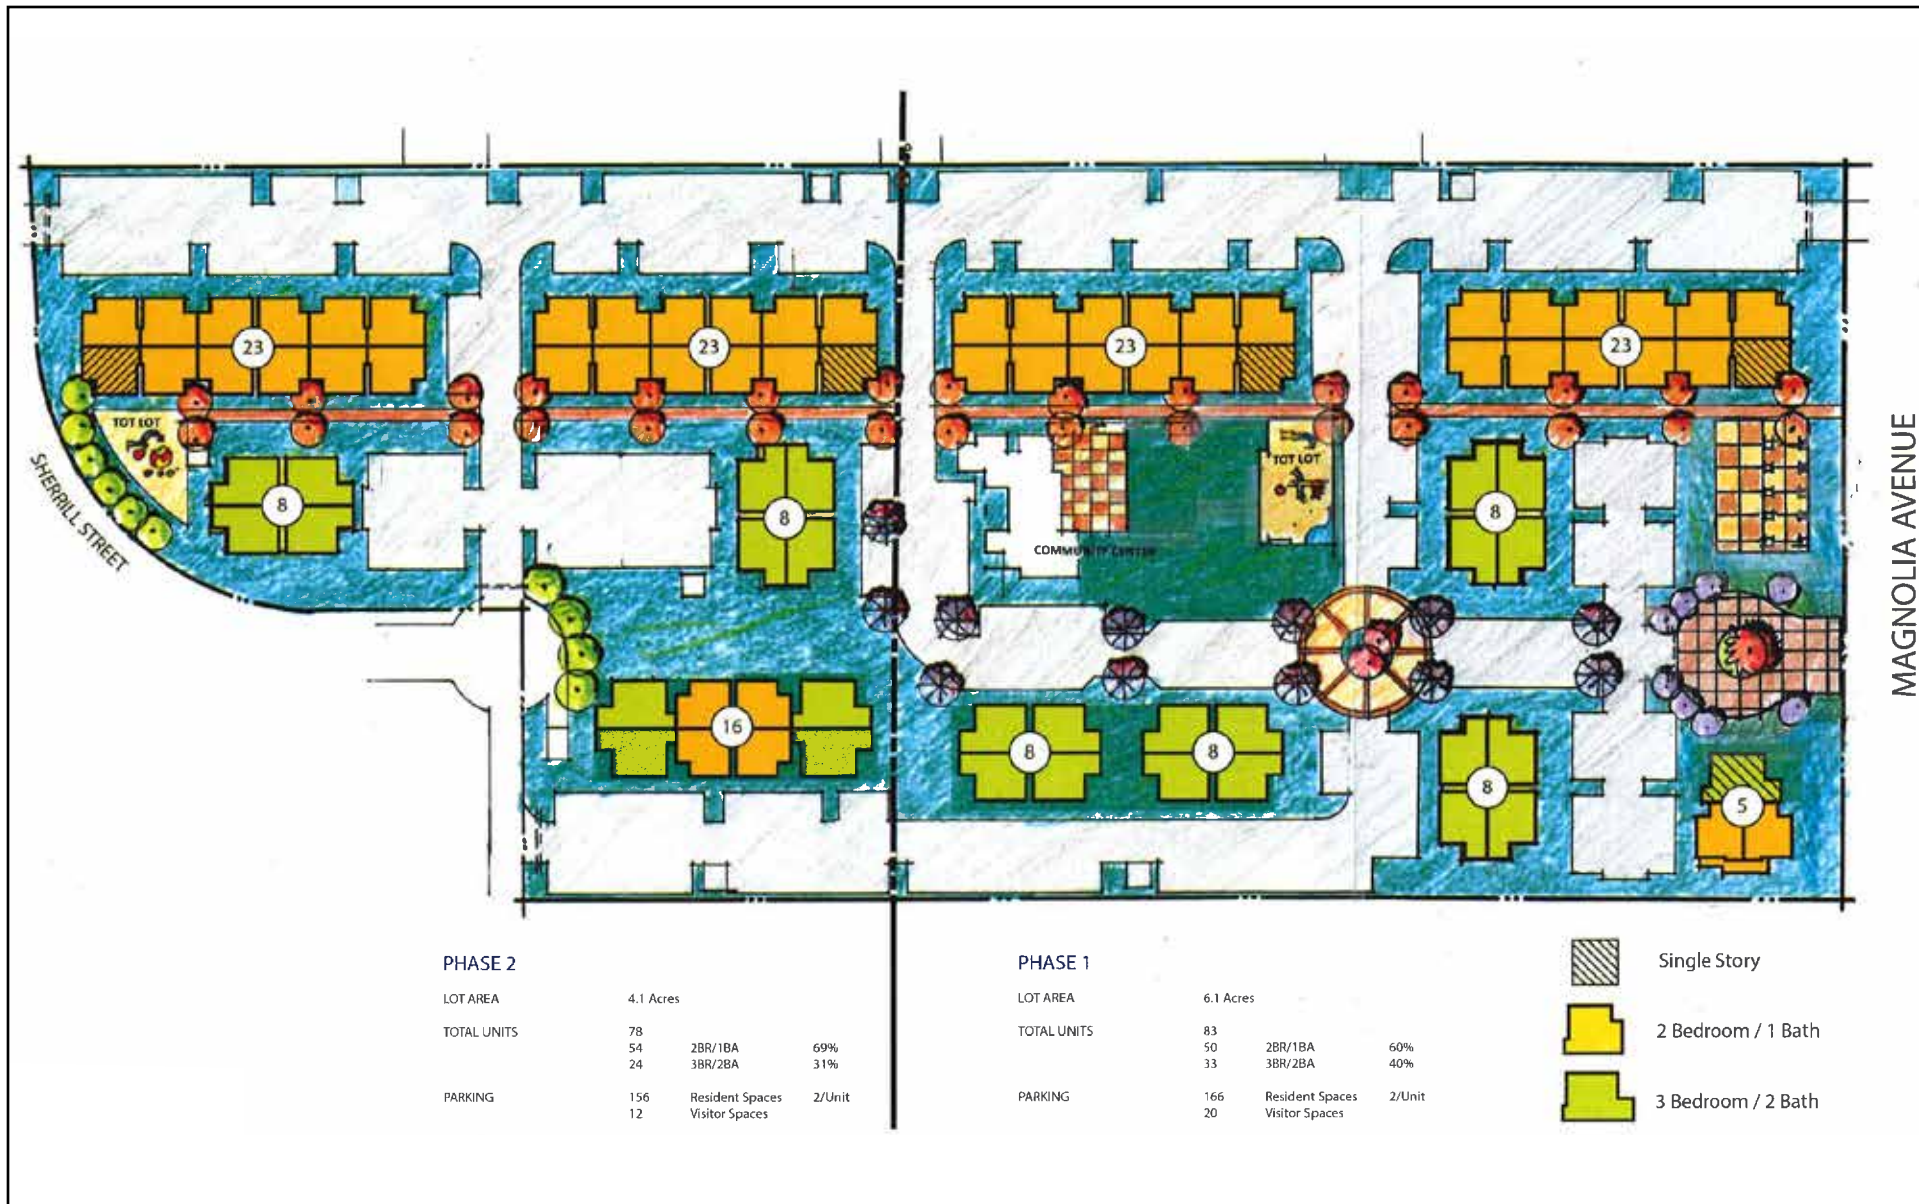 23
23
23
23
TOT LOT
TOT LOT
8
8
8
COMMUNITY CENTER
SHERRILL STREET
MAGNOLIA AVENUE
16
8
8
8
5
PHASE 2
LOT AREA 4.1 Acres
TOTAL UNITS 78
54 2BR/1BA 69%
24 3BR/2BA 31%
PARKING 156 Resident Spaces 2/Unit
12 Visitor Spaces
PHASE 1
LOT AREA 6.1 Acres
TOTAL UNITS 83
50 2BR/1BA 60%
33 3BR/2BA 40%
PARKING 166 Resident Spaces 2/Unit
20 Visitor Spaces
Single Story
2 Bedroom / 1 Bath
3 Bedroom / 2 Bath